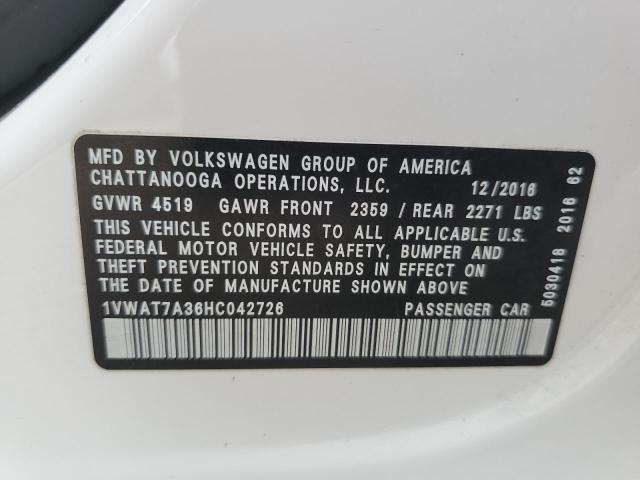 MFD BY VOLKSWAGEN GROUP OF AMERICA
CHATTANOOGA OPERATIONS, LLC. 12/2016
GVWR 4519 GAWR FRONT 2359 / REAR 2271 LBS
THIS VEHICLE CONFORMS TO ALL APPLICABLE U.S.
FEDERAL MOTOR VEHICLE SAFETY, BUMPER AND
THEFT PREVENTION STANDARDS IN EFFECT ON
THE DATE OF MANUFACTURE SHOWN ABOVE.
1VWAT7A36HC042726 PASSENGER CAR
5030418 2016 62